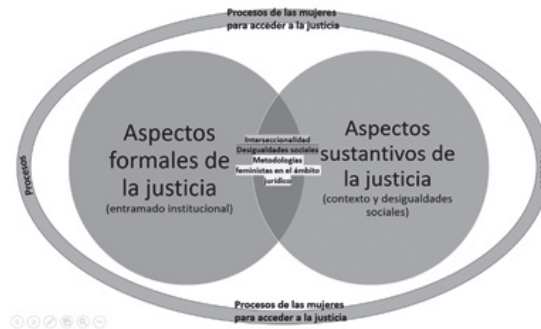 Procesos de las mujeres
para acceder a la justicia
Procesos
Aspectos
formales de
la justicia
(entramado institucional)
Interseccionalidad
Desigualdades sociales
Metodologías
feministas en el ámbito
jurídico
Aspectos
sustantivos de
la justicia
(contexto y desigualdades
sociales)
Procesos de las mujeres
para acceder a la justicia